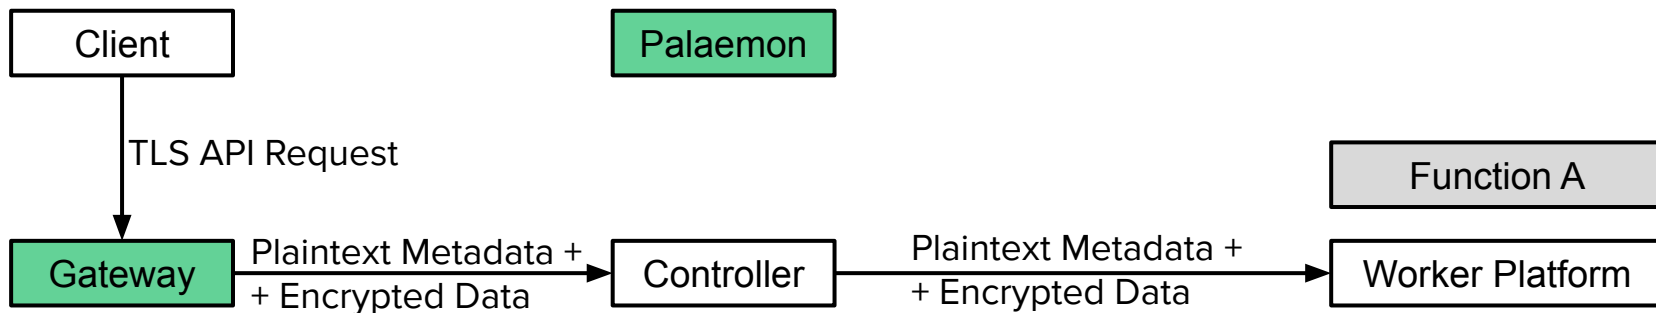 Client
Palaemon
TLS API Request
Function A
Gateway
Plaintext Metadata +
+ Encrypted Data
Controller
Plaintext Metadata +
+ Encrypted Data
Worker Platform